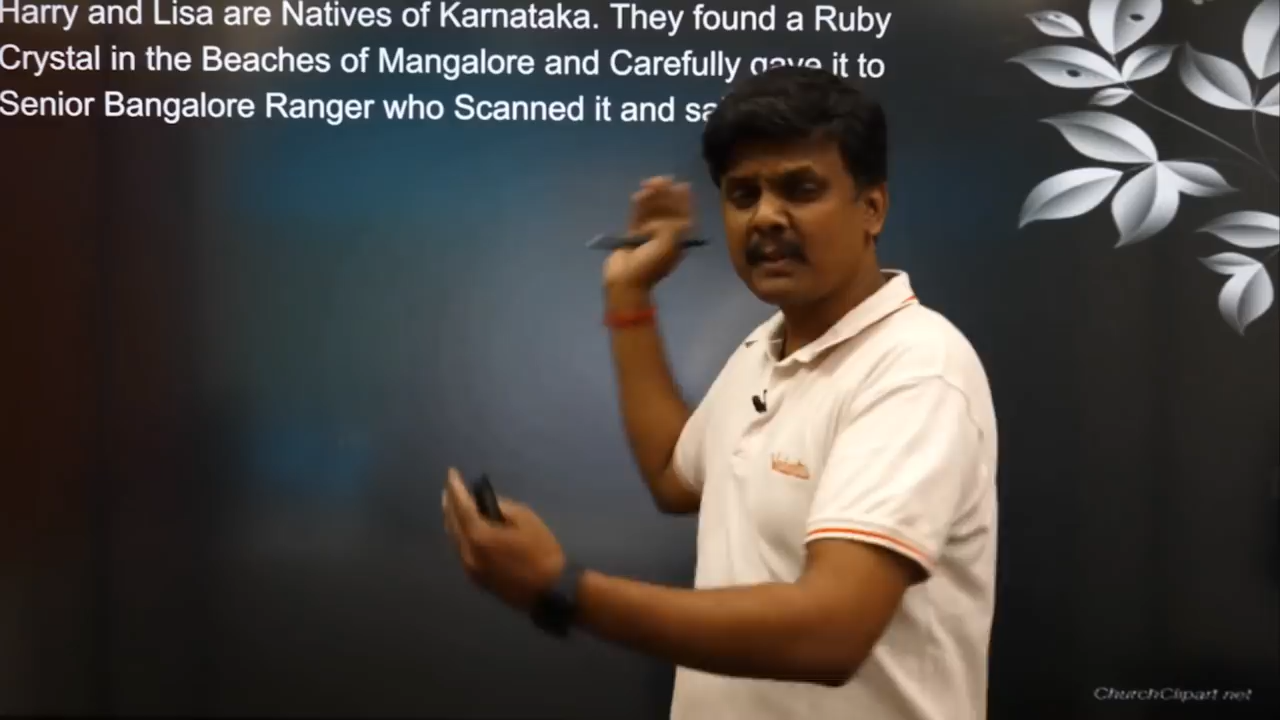 Harry and Lisa are Natives of Karnataka. They found a Ruby
Crystal in the Beaches of Mangalore and Carefully gave it to
Senior Bangalore Ranger who Scanned it and
ChurchClipart.net